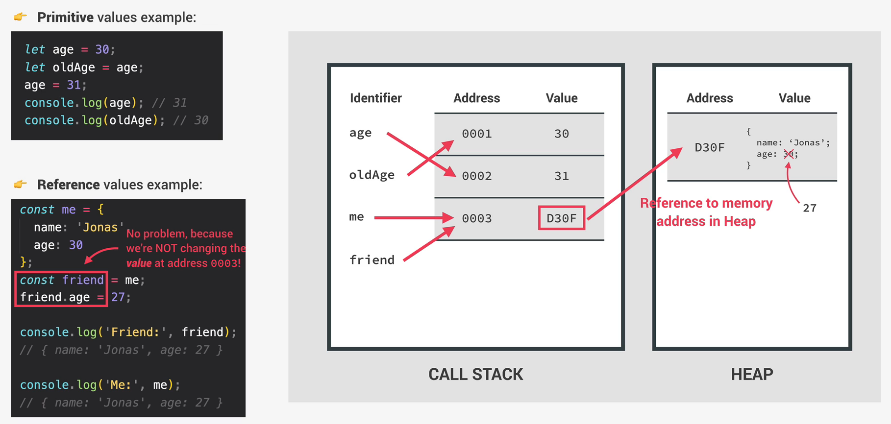 👉 Primitive values example:
let age = 30;
let oldAge = age;
age = 31;
console.log(age); // 31
console.log(oldAge); // 30
👉 Reference values example:
const me = {
name: 'Jonas'
age: 30
};
const friend = me;
friend.age = 27;
No problem, because
we're NOT changing the
value at address 0003!
console.log('Friend:', friend);
// { name: 'Jonas', age: 27 }
console.log('Me:', me);
// { name: 'Jonas', age: 27 }
Identifier Address Value
age 0001 30
oldAge 0002 31
me 0003 D30F
friend
CALL STACK
Address Value
D30F
{
name: ‘Jonas’;
age: 30;
}
27
Reference to memory
address in Heap
HEAP